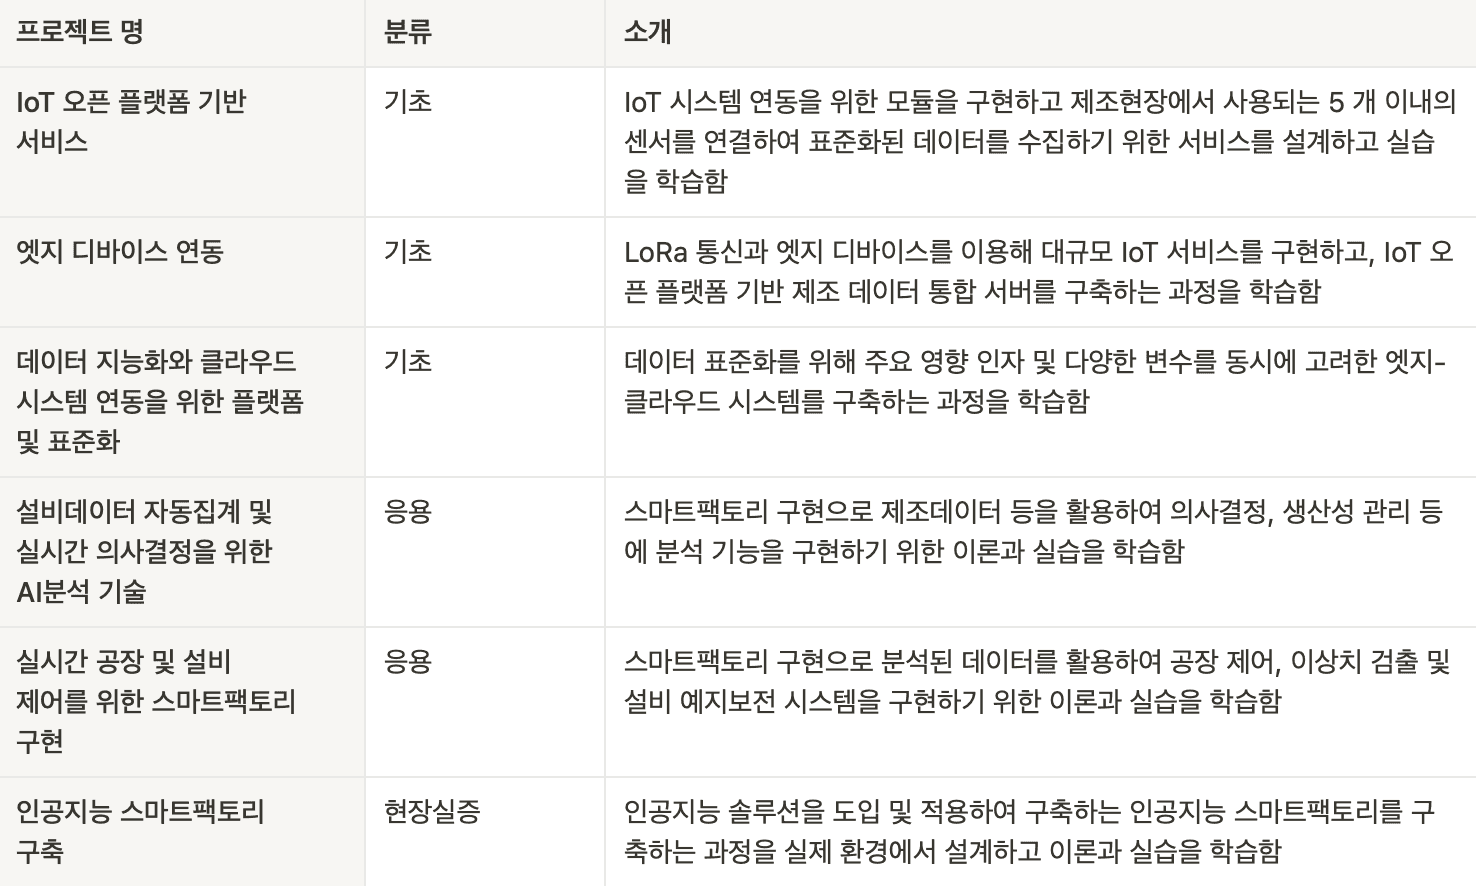 프로젝트 명 분류 소개
IoT 오픈 플랫폼 기반
서비스
기초
IoT 시스템 연동을 위한 모듈을 구현하고 제조현장에서 사용되는 5 개 이내의
센서를 연결하여 표준화된 데이터를 수집하기 위한 서비스를 설계하고 실습
을 학습함
엣지 디바이스 연동
기초
LoRa 통신과 엣지 디바이스를 이용해 대규모 IoT 서비스를 구현하고, IoT 오
픈 플랫폼 기반 제조 데이터 통합 서버를 구축하는 과정을 학습함
데이터 지능화와 클라우드
시스템 연동을 위한 플랫폼
및 표준화
기초
데이터 표준화를 위해 주요 영향 인자 및 다양한 변수를 동시에 고려한 엣지-
클라우드 시스템를 구축하는 과정을 학습함
설비데이터 자동집계 및
실시간 의사결정을 위한
AI분석 기술
응용
스마트팩토리 구현으로 제조데이터 등을 활용하여 의사결정, 생산성 관리 등
에 분석 기능을 구현하기 위한 이론과 실습을 학습함
실시간 공장 및 설비
제어를 위한 스마트팩토리
구현
응용
스마트팩토리 구현으로 분석된 데이터를 활용하여 공장 제어, 이상치 검출 및
설비 예지보전 시스템을 구현하기 위한 이론과 실습을 학습함
인공지능 스마트팩토리
구축
현장실증
인공지능 솔루션을 도입 및 적용하여 구축하는 인공지능 스마트팩토리를 구
축하는 과정을 실제 환경에서 설계하고 이론과 실습을 학습함